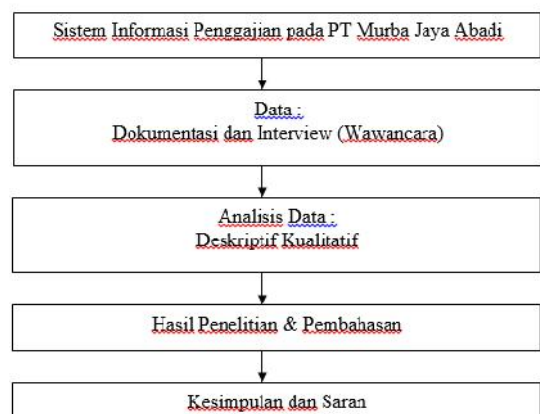 Sistem Informasi Penggajian pada PT Murba Jaya Abadi
Data :
Dokumentasi dan Interview (Wawancara)
Analisis Data :
Deskriptif Kualitatif
Hasil Penelitian & Pembahasan
Kesimpulan dan Saran